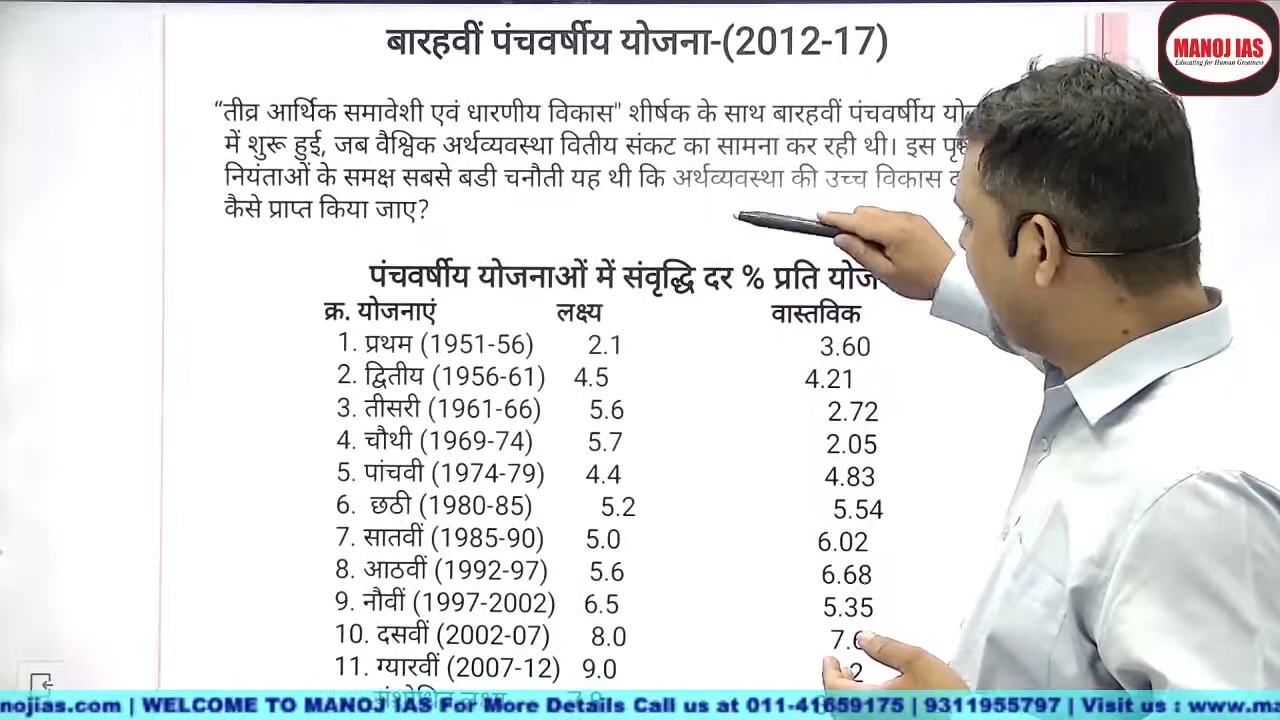 बारहवीं पंचवर्षीय योजना-(2012-17)
MANOJ IAS
Educating for Human Greatness
“तीव्र आर्थिक समावेशी एवं धारणीय विकास" शीर्षक के साथ बारहवीं पंचवर्षीय
में शुरू हुई, जब वैश्विक अर्थव्यवस्था वितीय संकट का सामना कर रही थी। इस
नियंताओं के समक्ष सबसे बडी चनौती यह थी कि अर्थव्यवस्था की उच्च विकास
कैसे प्राप्त किया जाए?
पंचवर्षीय योजनाओं में संवृद्धि दर % प्रति
क्र. योजनाएं लक्ष्य वास्तविक
1. प्रथम (1951-56) 2.1 3.60
2. द्वितीय (1956-61) 4.5 4.21
3. तीसरी (1961-66) 5.6 2.72
4. चौथी (1969-74) 5.7 2.05
5. पांचवी (1974-79) 4.4 4.83
6. छठी (1980-85) 5.2 5.54
7. सातवीं (1985-90) 5.0 6.02
8. आठवीं (1992-97) 5.6 6.68
9. नौवीं (1997-2002) 6.5 5.35
10. दसवीं (2002-07) 8.0
11. ग्यारवीं (2007-12) 9.0
| WELCOME TO MANOJ IAS For More Details Call us at 011-41659175 | 9311955797 | Visit us :